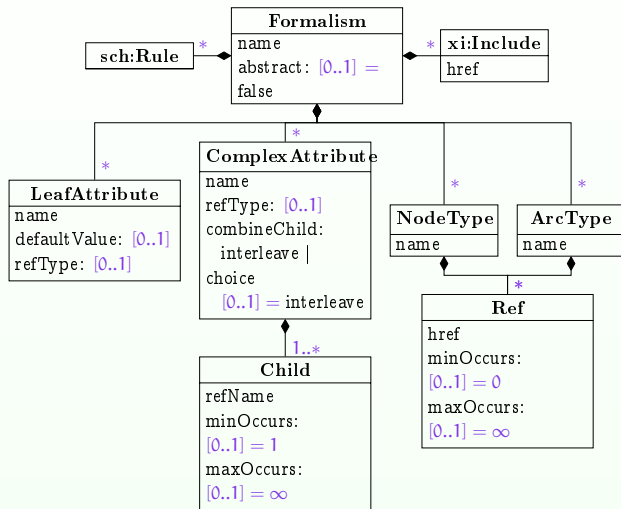 Formalism
name
abstract: [0..1] =
false
sch:Rule
*
*
xi:Include
href
*
*
*
*
LeafAttribute
name
defaultValue: [0..1]
refType: [0..1]
ComplexAttribute
name
refType: [0..1]
combineChild:
interleave |
choice
[0..1] = interleave
NodeType
name
ArcType
name
*
Ref
href
minOccurs:
[0..1] = 0
maxOccurs:
[0..1] = ∞
1..*
Child
refName
minOccurs:
[0..1] = 1
maxOccurs:
[0..1] = ∞